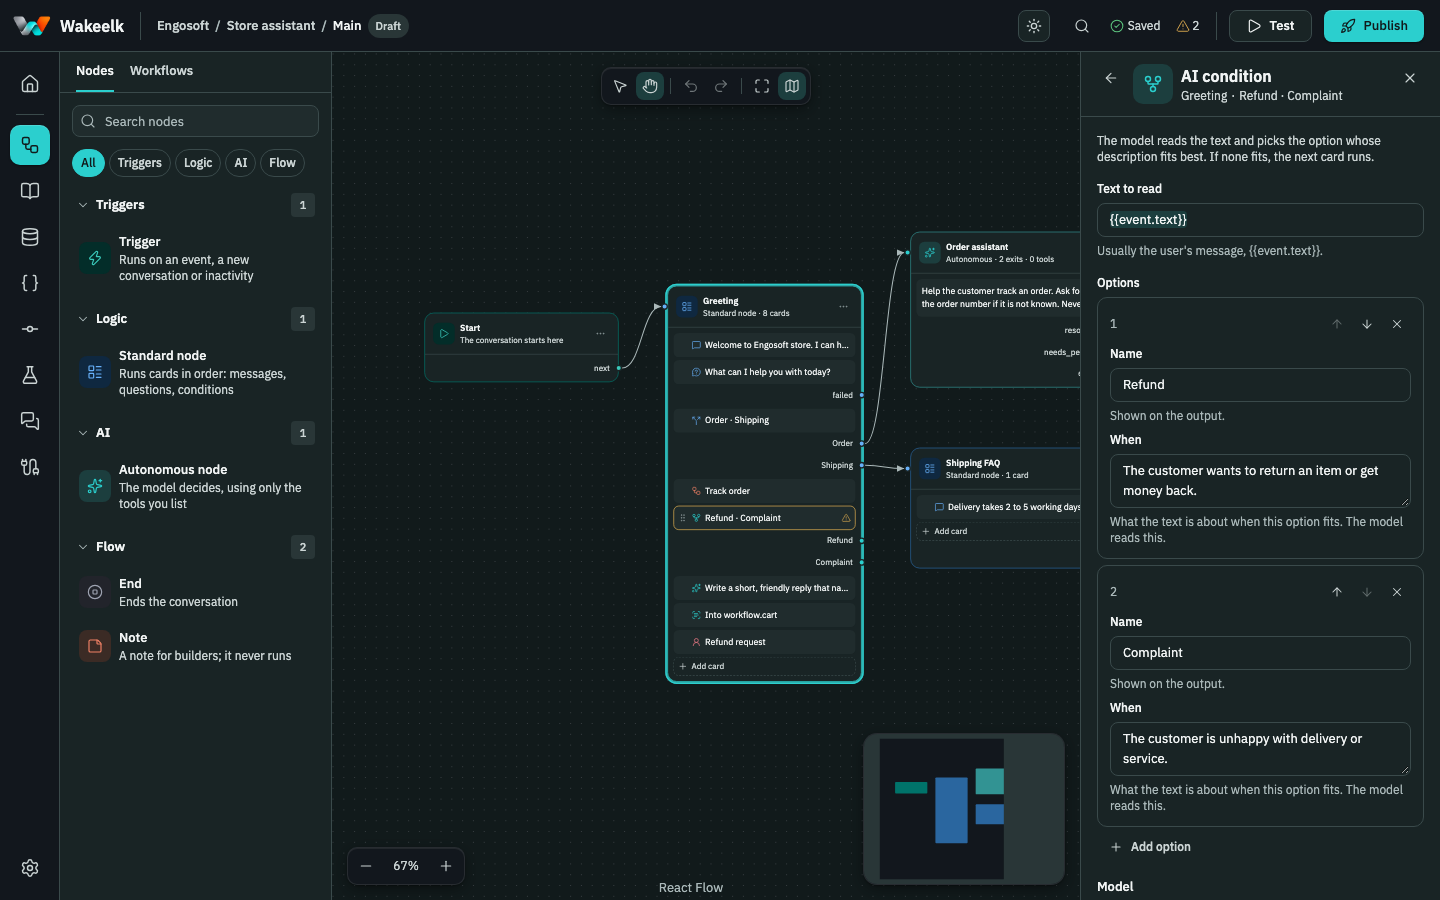 Wakeelk
Engosoft / Store assistant / Main Draft
Saved
2
Test
Publish
Nodes
Workflows
Search nodes
All
Triggers
Logic
AI
Flow
Triggers
1
Trigger
Runs on an event, a new
conversation or inactivity
Logic
1
Standard node
Runs cards in order: messages,
questions, conditions
AI
1
Autonomous node
The model decides, using only the
tools you list
Flow
2
End
Ends the conversation
Note
A note for builders; it never runs
Start
The conversation starts here
next
Greeting
Standard node · 8 cards
Welcome to Engosoft store. I can h...
What can I help you with today?
failed
Order · Shipping
Order
Shipping
Track order
Refund · Complaint
Refund
Complaint
Write a short, friendly reply that na...
Into workflow.cart
Refund request
+ Add card
Order assistant
Autonomous · 2 exits · 0 tools
Help the customer track an order. Ask fo
the order number if it is not known. Neve
reso
needs_pe
e
Shipping FAQ
Standard node · 1 card
Delivery takes 2 to 5 working days
+ Add card
67%
React Flow
AI condition
Greeting · Refund · Complaint
The model reads the text and picks the option whose
description fits best. If none fits, the next card runs.
Text to read
{{event.text}}
Usually the user's message, {{event.text}}.
Options
1
Name
Refund
Shown on the output.
When
The customer wants to return an item or get
money back.
What the text is about when this option fits. The model
reads this.
2
Name
Complaint
Shown on the output.
When
The customer is unhappy with delivery or
service.
What the text is about when this option fits. The model
reads this.
+ Add option
Model